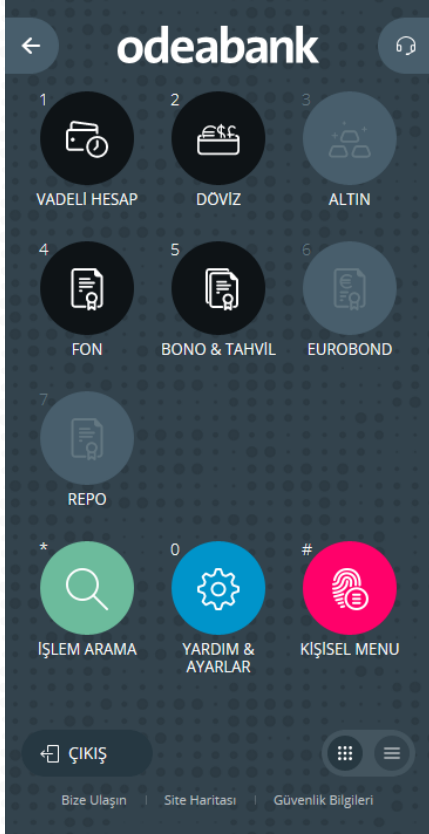 odeabank
1 2 3
VADELİ HESAP DÖVİZ ALTIN
4 5 6
FON BONO & TAHVİL EUROBOND
7
REPO
* 0 #
İŞLEM ARAMA YARDIM & KİŞİSEL MENU
AYARLAR
ÇIKIŞ
Bize Ulaşın | Site Haritası | Güvenlik Bilgileri